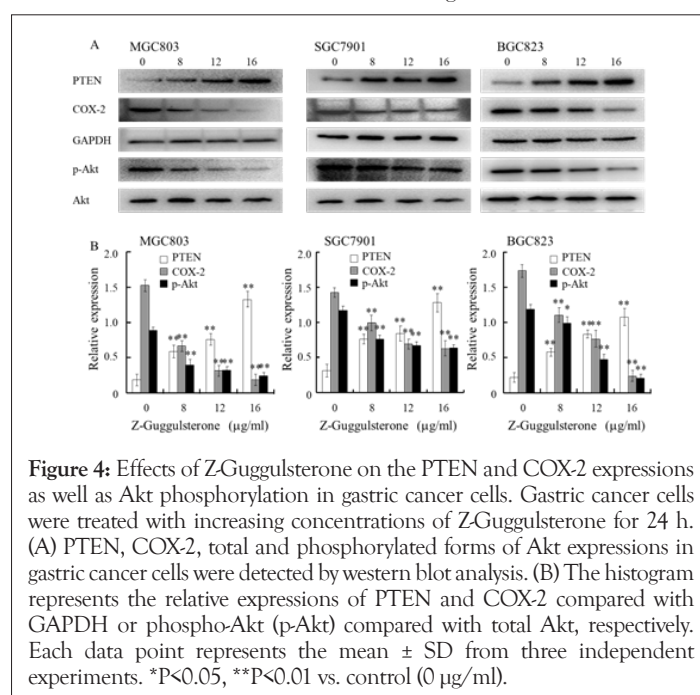 A
MGC803 SGC7901 BGC823
0 8 12 16 0 8 12 16 0 8 12 16
PTEN
COX-2
GAPDH
p-Akt
Akt
B
MGC803 SGC7901 BGC823
2.0 2.0 2.0
PTEN PTEN PTEN
COX-2 COX-2 COX-2
p-Akt p-Akt p-Akt
1.5 1.5 1.5
1.0 1.0 1.0
0.5 0.5 0.5
0 0 0
Relative expression Relative expression Relative expression
** ** ** ** ** ** **
** ** ** ** ** ** ** **
** * ** ** ** ** **
0 8 12 16 0 8 12 16 0 8 12 16
Z-Guggulsterone (μg/ml) Z-Guggulsterone (μg/ml) Z-Guggulsterone (μg/ml)
Figure 4: Effects of Z-Guggulsterone on the PTEN and COX-2 expressions
as well as Akt phosphorylation in gastric cancer cells. Gastric cancer cells
were treated with increasing concentrations of Z-Guggulsterone for 24 h.
(A) PTEN, COX-2, total and phosphorylated forms of Akt expressions in
gastric cancer cells were detected by western blot analysis. (B) The histogram
represents the relative expressions of PTEN and COX-2 compared with
GAPDH or phospho-Akt (p-Akt) compared with total Akt, respectively.
Each data point represents the mean ± SD from three independent
experiments. *P<0.05, **P<0.01 vs. control (0 μg/ml).